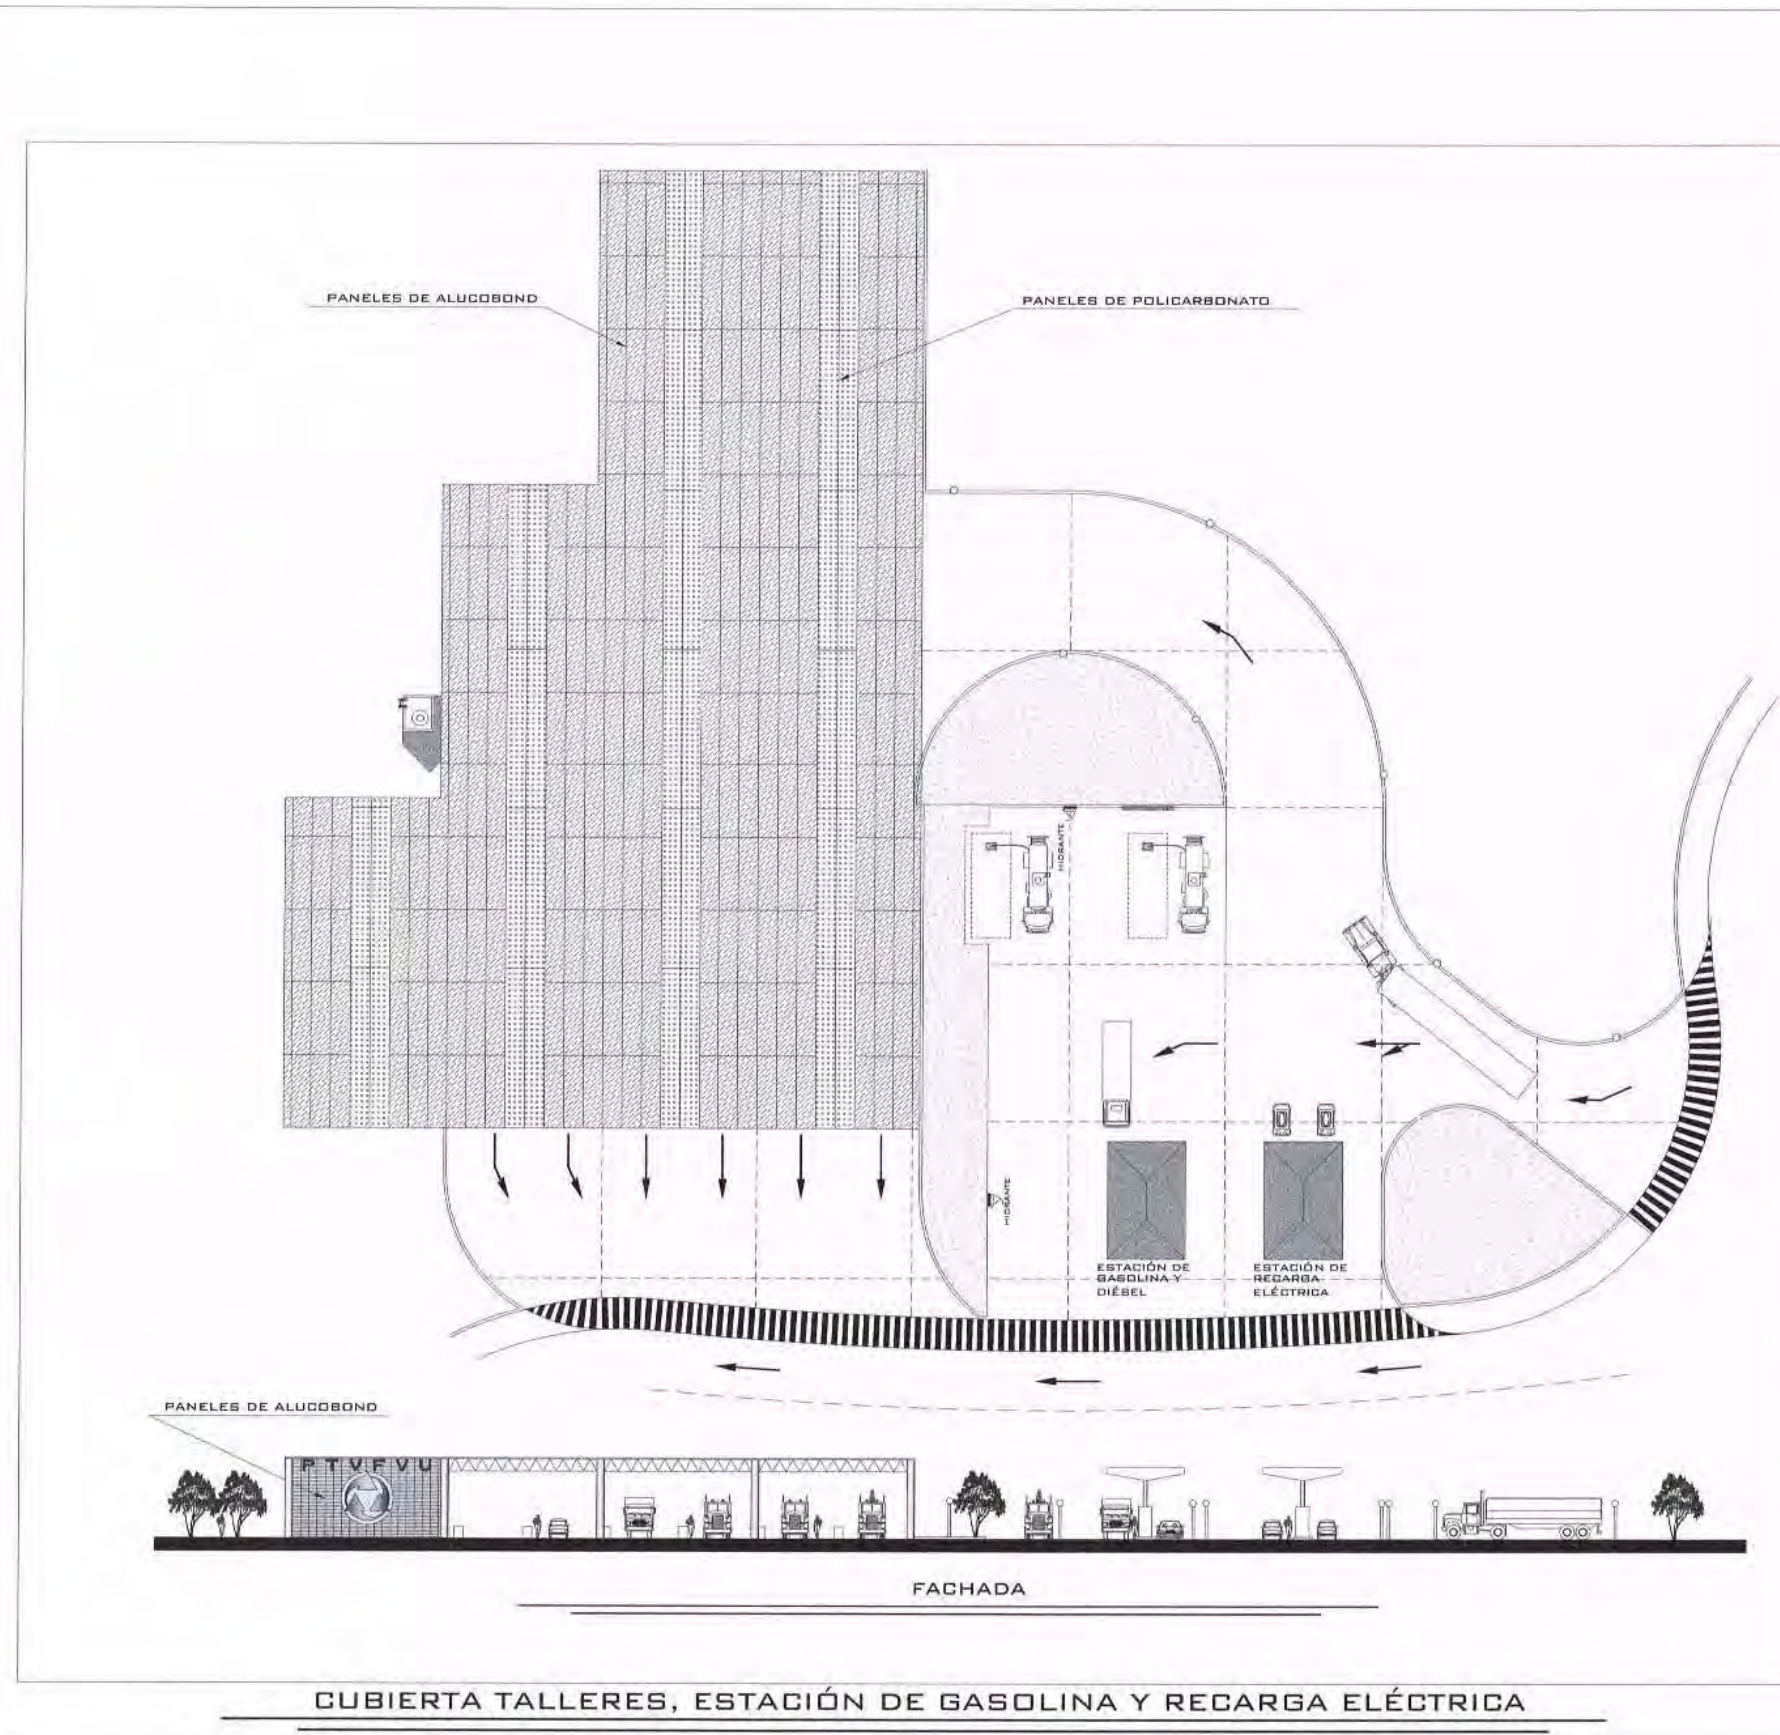 PANELES DE ALUCOBOND
PANELES DE POLICARBONATO
HIDRANTE
HIDRANTE
ESTACIÓN DE
GASOLINA Y
DIÉSEL
ESTACIÓN DE
RECARGA
ELÉCTRICA
PANELES DE ALUCOBOND
PTVFVU
FACHADA
CUBIERTA TALLERES, ESTACIÓN DE GASOLINA Y RECARGA ELÉCTRICA